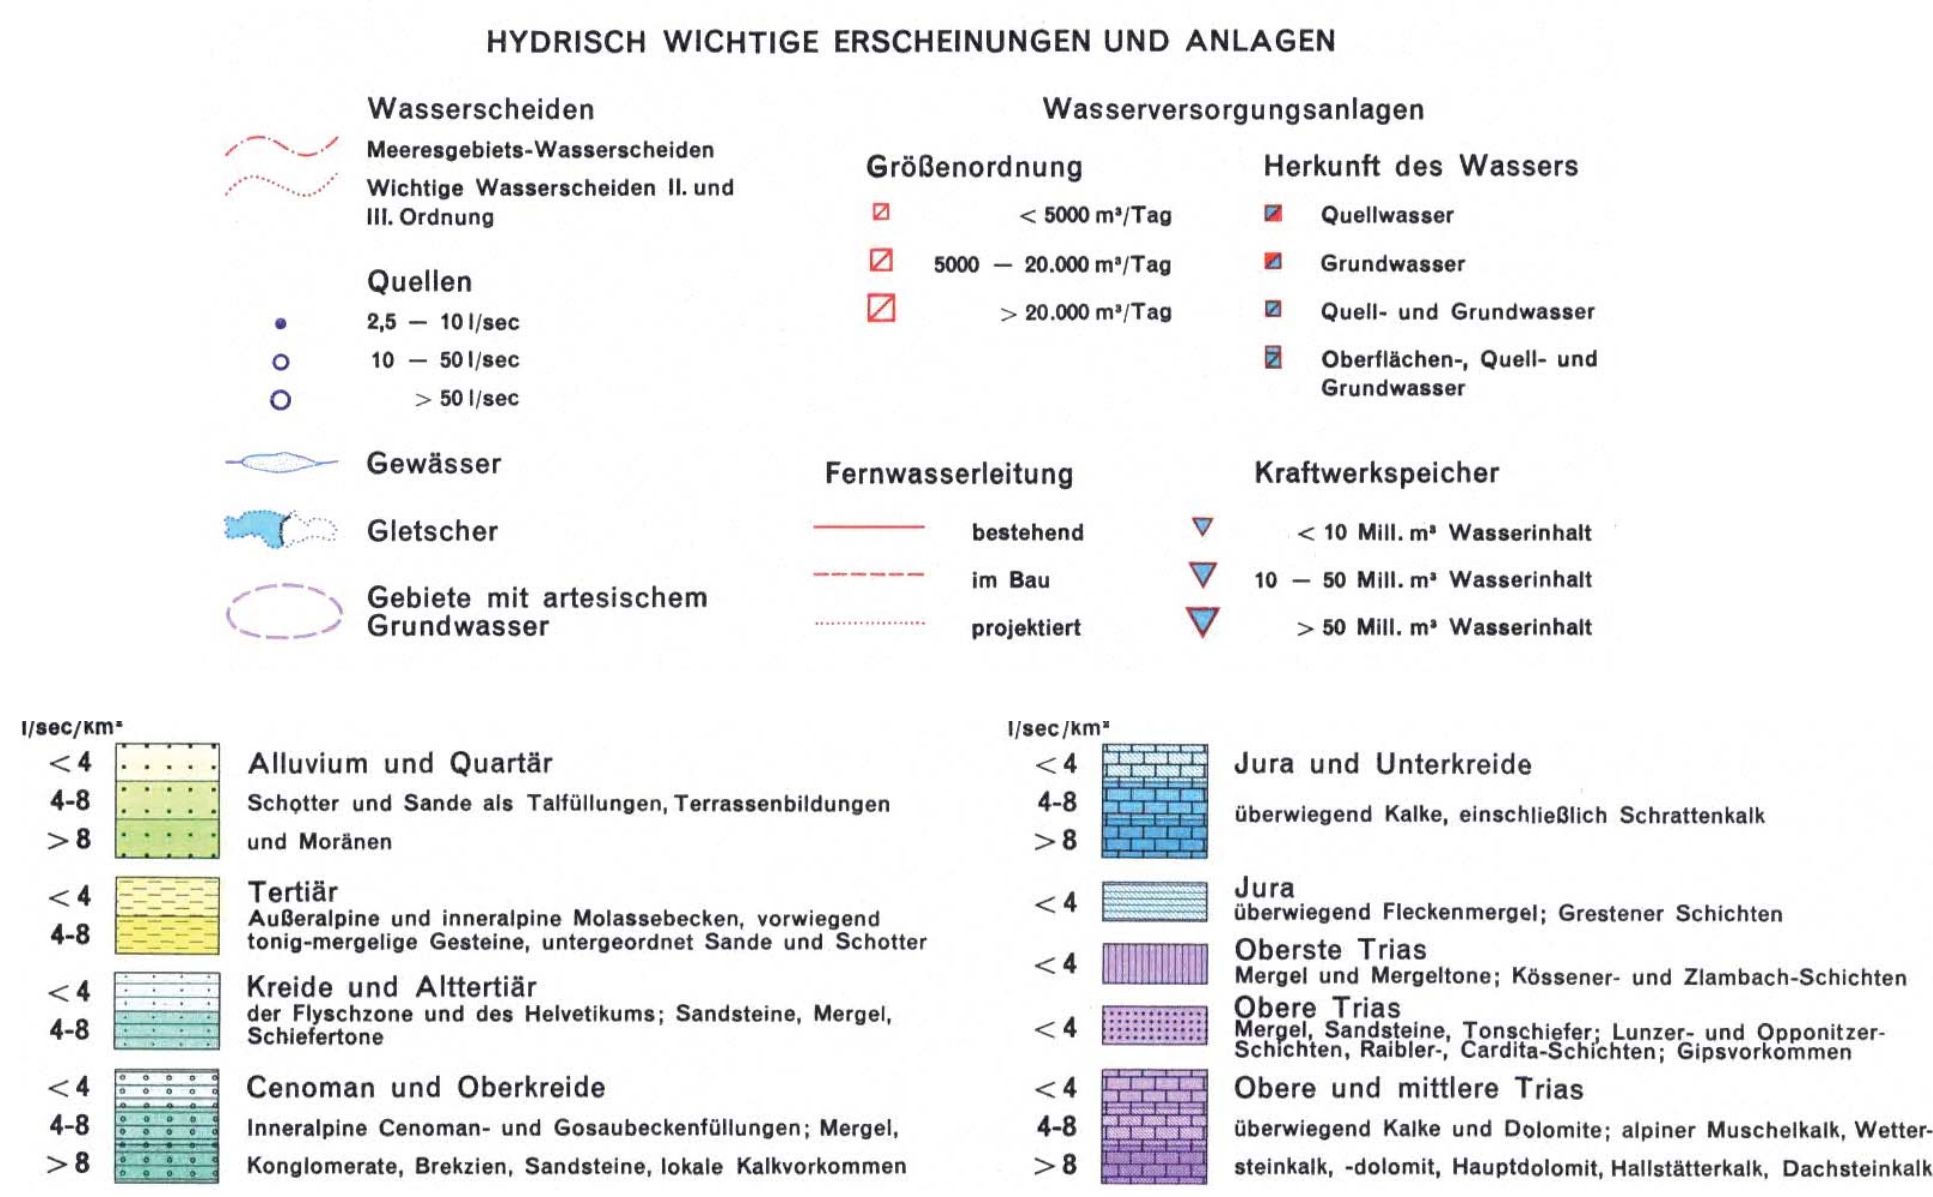 HYDRISCH WICHTIGE ERSCHEINUNGEN UND ANLAGEN
Wasserscheiden
Meeresgebiets-Wasserscheiden
Wichtige Wasserscheiden II. und
III. Ordnung
Quellen
2,5 — 10 l/sec
10 — 50 l/sec
> 50 l/sec
Gewässer
Gletscher
Gebiete mit artesischem
Grundwasser
Wasserversorgungsanlagen
Größenordnung
< 5000 m³/Tag
5000 — 20.000 m³/Tag
> 20.000 m³/Tag
Herkunft des Wassers
Quellwasser
Grundwasser
Quell- und Grundwasser
Oberflächen-, Quell- und
Grundwasser
Fernwasserleitung
bestehend
im Bau
projektiert
Kraftwerkspeicher
< 10 Mill. m³ Wasserinhalt
10 — 50 Mill. m³ Wasserinhalt
> 50 Mill. m³ Wasserinhalt
l/sec/km²
< 4 Alluvium und Quartär
4-8 Schotter und Sande als Talfüllungen, Terrassenbildungen
> 8 und Moränen
< 4 Tertiär
Außeralpine und inneralpine Molassebecken, vorwiegend
4-8 tonig-mergelige Gesteine, untergeordnet Sande und Schotter
< 4 Kreide und Alttertiär
der Flyschzone und des Helvetikums; Sandsteine, Mergel,
4-8 Schiefertone
< 4 Cenoman und Oberkreide
4-8 Inneralpine Cenoman- und Gosaubeckenfüllungen; Mergel,
> 8 Konglomerate, Brekzien, Sandsteine, lokale Kalkvorkommen
l/sec/km²
< 4 Jura und Unterkreide
4-8 überwiegend Kalke, einschließlich Schrattenkalk
> 8
< 4 Jura
überwiegend Fleckenmergel; Grestener Schichten
< 4 Oberste Trias
Mergel und Mergeltone; Kössener- und Zlambach-Schichten
< 4 Obere Trias
Mergel, Sandsteine, Tonschiefer; Lunzer- und Opponitzer-
Schichten, Raibler-, Cardita-Schichten; Gipsvorkommen
< 4 Obere und mittlere Trias
4-8 überwiegend Kalke und Dolomite; alpiner Muschelkalk, Wetter-
> 8 steinkalk, -dolomit, Hauptdolomit, Hallstätterkalk, Dachsteinkalk